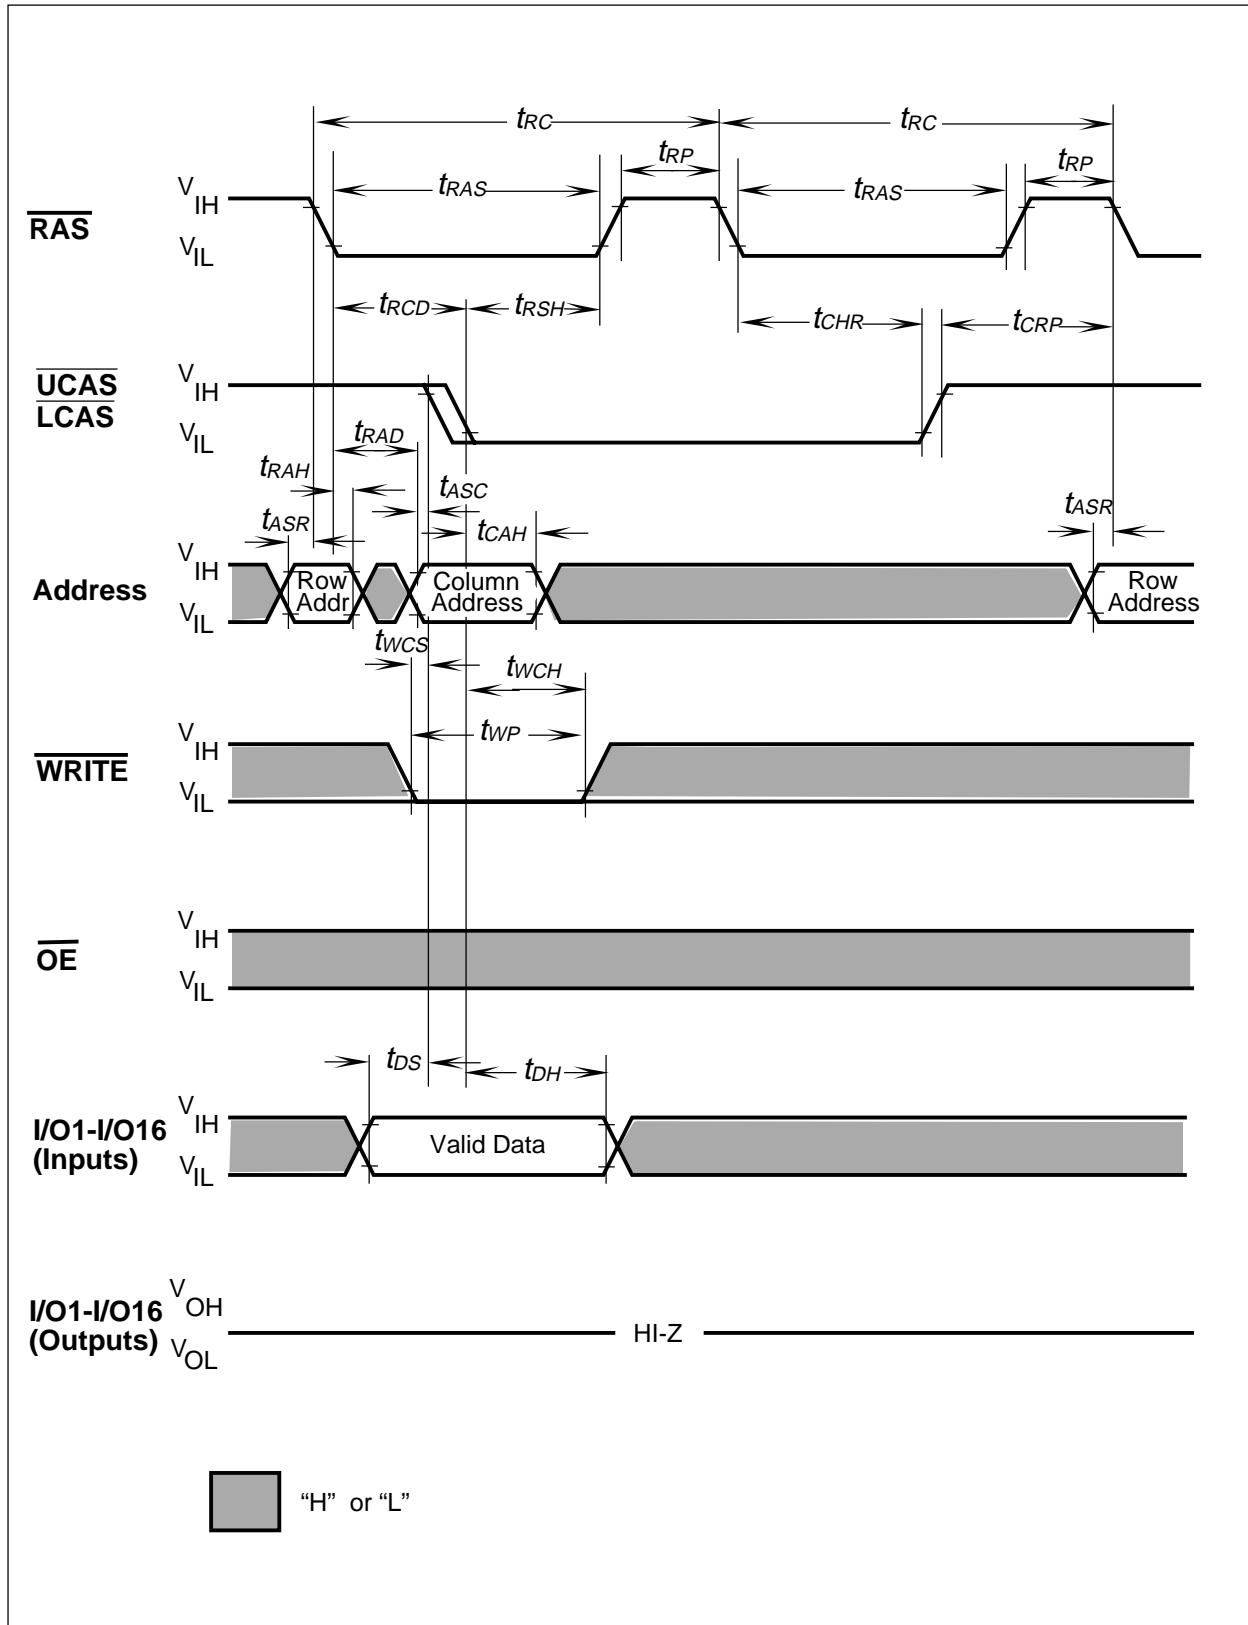 tRC tRC
tRP tRP
tRAS tRAS
RAS VIH
VIL
tRCD tRSH tCHR tCRP
UCAS VIH
LCAS VIL
tRAD
tRAH tASC
tASR tCAH tASR
Address VIH Row Addr Column Address Row Address
VIL
tWCS tWCH
tWP
WRITE VIH
VIL
OE VIH
VIL
tDS tDH
I/O1-I/O16 VIH
(Inputs) VIL Valid Data
I/O1-I/O16 VOH
(Outputs) VOL HI-Z
“H” or “L”